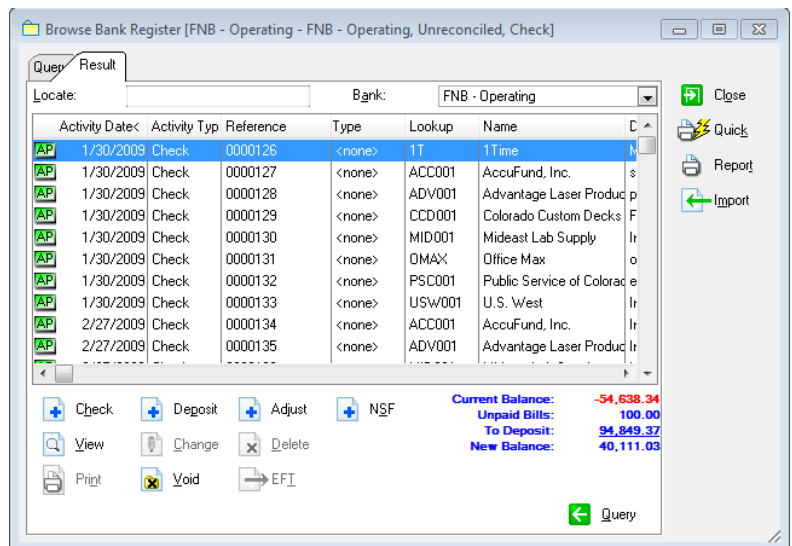 Browse Bank Register [FNB - Operating - FNB - Operating, Unreconciled, Check]
Query Result
Locate: Bank: FNB - Operating
Activity Date< Activity Typ Reference Type Lookup Name D
AP 1/30/2009 Check 0000126 <none> 1T 1Time M
AP 1/30/2009 Check 0000127 <none> ACC001 AccuFund, Inc. s
AP 1/30/2009 Check 0000128 <none> ADV001 Advantage Laser Produc p
AP 1/30/2009 Check 0000129 <none> CCD001 Colorado Custom Decks F
AP 1/30/2009 Check 0000130 <none> MID001 Mideast Lab Supply Ir
AP 1/30/2009 Check 0000131 <none> OMAX Office Max o
AP 1/30/2009 Check 0000132 <none> PSC001 Public Service of Colorac e
AP 1/30/2009 Check 0000133 <none> USW001 U.S. West Ir
AP 2/27/2009 Check 0000134 <none> ACC001 AccuFund, Inc. Ir
AP 2/27/2009 Check 0000135 <none> ADV001 Advantage Laser Produc Ir
Close
Quick
Report
Import
Check Deposit Adjust NSF
View Change Delete
Print Void EFT
Current Balance: -54,638.34
Unpaid Bills: 100.00
To Deposit: 94,849.37
New Balance: 40,111.03
Query